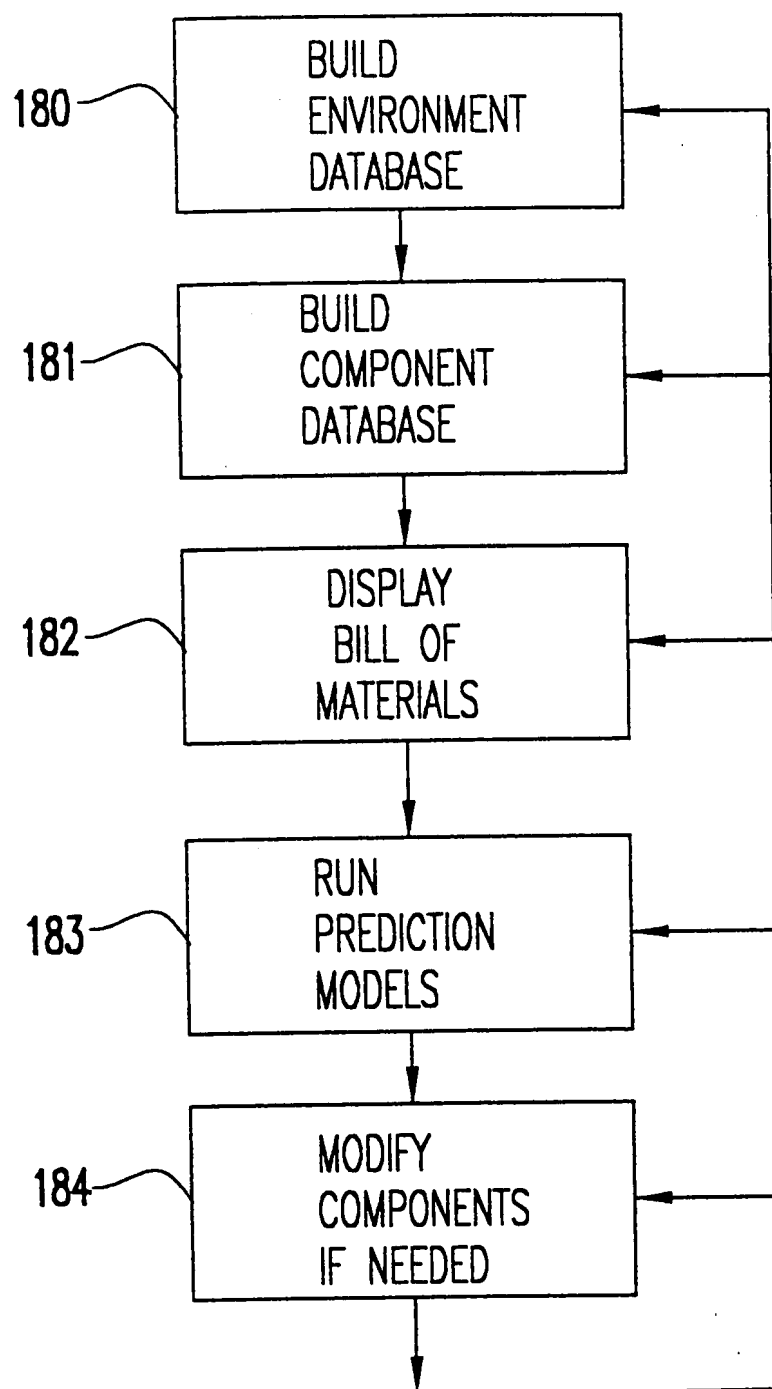 180
BUILD
ENVIRONMENT
DATABASE
181
BUILD
COMPONENT
DATABASE
182
DISPLAY
BILL OF
MATERIALS
183
RUN
PREDICTION
MODELS
184
MODIFY
COMPONENTS
IF NEEDED